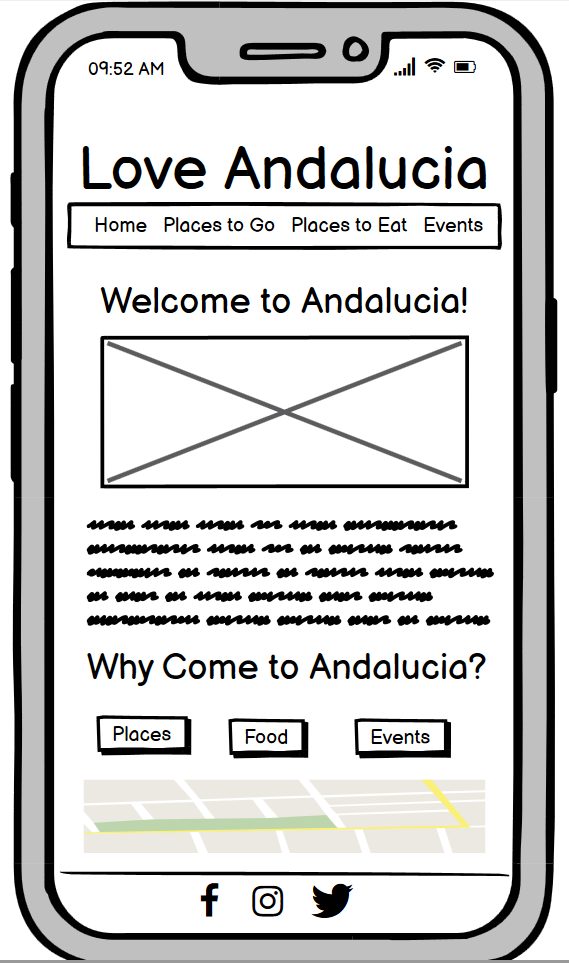 09:52 AM
Love Andalucia
Home Places to Go Places to Eat Events
Welcome to Andalucia!
Why Come to Andalucia?
Places Food Events